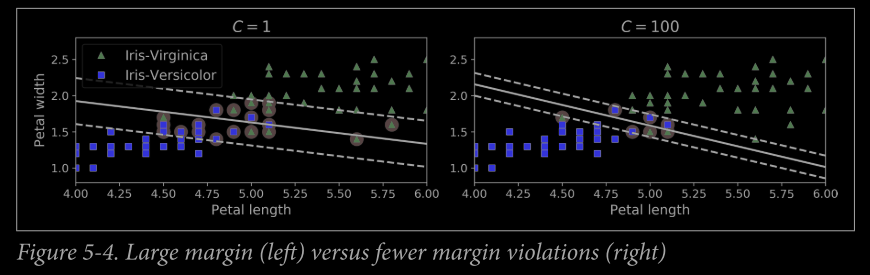 C = 1
C = 100
Iris-Virginica
Iris-Versicolor
Petal width
2.5
2.0
1.5
1.0
4.00 4.25 4.50 4.75 5.00 5.25 5.50 5.75 6.00
Petal length
2.5
2.0
1.5
1.0
4.00 4.25 4.50 4.75 5.00 5.25 5.50 5.75 6.00
Petal length
Figure 5-4. Large margin (left) versus fewer margin violations (right)